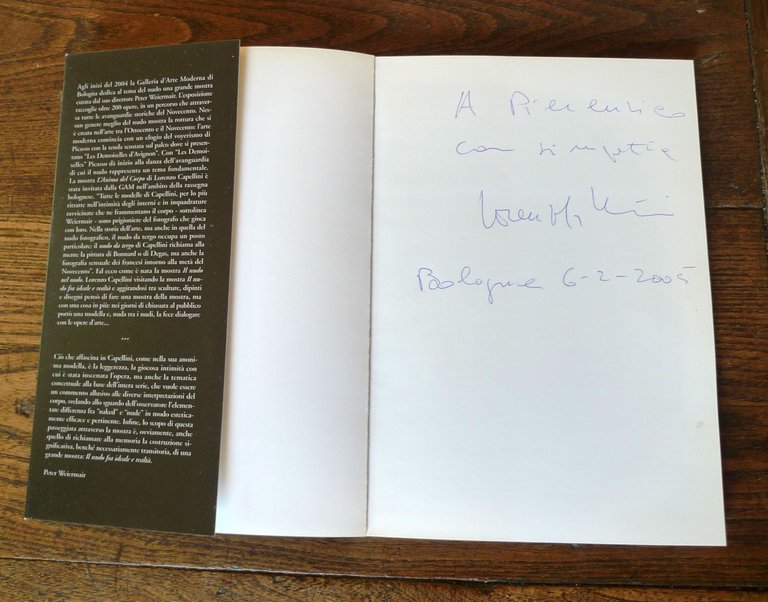 Agli inizi del 2004 la Galleria d'Arte Moderna di
Bologna dedica al tema del nudo una grande mostra
curata dal suo direttore Peter Weiermair. L'esposizione
raccoglie oltre 200 opere, in un percorso che attraver-
sa tutte le avanguardie storiche del Novecento. Nes-
sun genere meglio del nudo mostra la rottura che si
è creata nell'arte tra l'Ottocento e il Novecento: l'arte
moderna comincia con un elogio del voyerismo di
Picasso con la tenda scostata sul palco dove si presen-
tano "Les Demoiselles d'Avignon". Con "Les Demoi-
selles" Picasso dà inizio alla danza dell'avanguardia
di cui il nudo rappresenta un tema fondamentale.
La mostra L'Anima del Corpo di Lorenzo Capellini è
stata invitata dalla GAM nell'ambito della rassegna
bolognese. "Tutte le modelle di Capellini, per lo più
ritratte nell'intimità degli interni e in inquadrature
ravvicinate che ne frammentano il corpo - sottolinea
Weiermair - sono prigioniere del fotografo che gioca
con loro. Nella storia dell'arte, ma anche in quella del
nudo fotografico, il nudo da tergo occupa un posto
particolare: il nudo da tergo di Capellini richiama alla
mente la pittura di Bonnard o di Degas, ma anche la
fotografia sensuale dei francesi intorno alla metà del
Novecento". Ed ecco come è nata la mostra Il nudo
nel nudo. Lorenzo Capellini visitando la mostra Il nu-
do fra ideale e realtà e aggirandosi tra sculture, dipinti
e disegni pensò di fare una mostra della mostra, ma
con una cosa in più: nei giorni di chiusura al pubblico
portò una modella e, nuda tra i nudi, la fece dialogare
con le opere d'arte...
***
Ciò che affascina in Capellini, come nella sua anoni-
ma modella, è la leggerezza, la giocosa intimità con
cui è stata inscenata l'opera, ma anche la tematica
concettuale alla base dell'intera serie, che vuole essere
un commento allusivo alle diverse interpretazioni del
corpo, svelando allo sguardo dell'osservatore l'elemen-
tare differenza fra "naked" e "nude" in modo estetica-
mente efficace e pertinente. Infine, lo scopo di questa
passeggiata attraverso la mostra è, ovviamente, anche
quello di richiamare alla memoria la costruzione si-
gnificativa, benché necessariamente transitoria, di una
grande mostra: Il nudo fra ideale e realtà.
Peter Weiermair
A Pierenrico
con simpatia
Bologna 6-2-2005